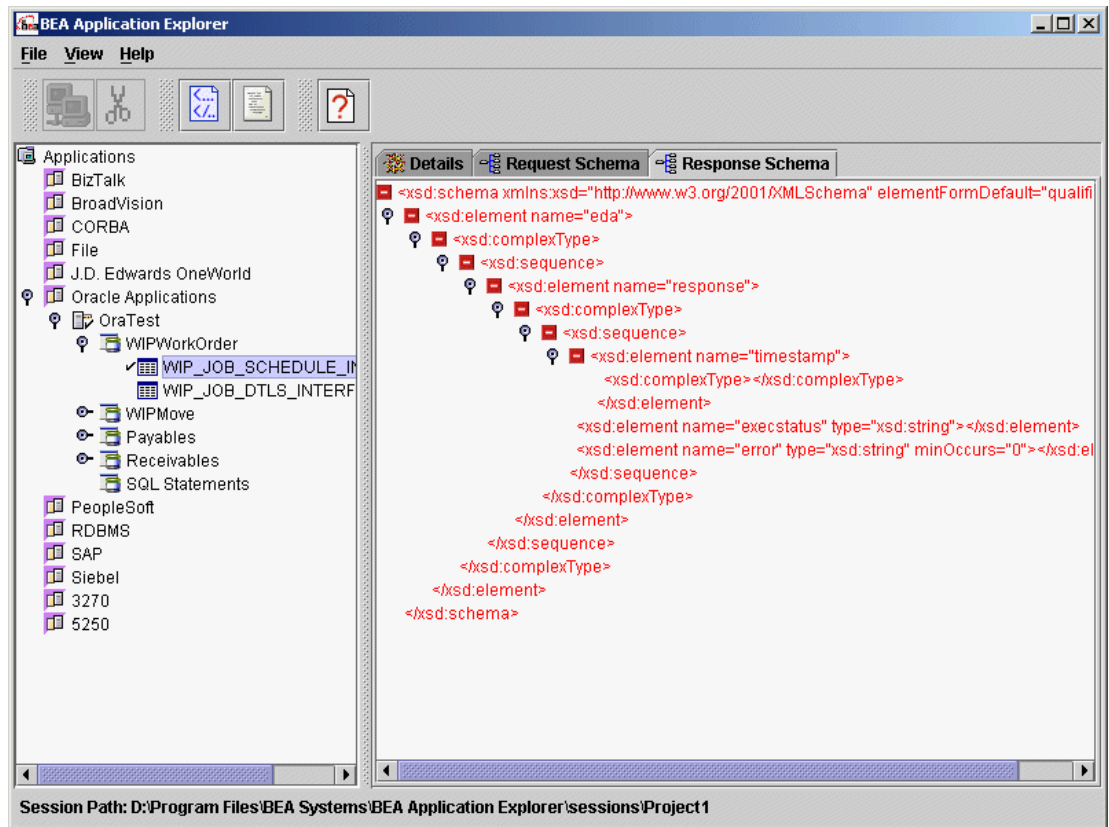 BEA Application Explorer
File View Help
Applications
BizTalk
BroadVision
CORBA
File
J.D. Edwards OneWorld
Oracle Applications
OraTest
WIPWorkOrder
WIP_JOB_SCHEDULE_IN
WIP_JOB_DTLS_INTERF
WIPMove
Payables
Receivables
SQL Statements
PeopleSoft
RDBMS
SAP
Siebel
3270
5250
Details Request Schema Response Schema
<xsd:schema xmlns:xsd="http://www.w3.org/2001/XMLSchema" elementFormDefault="qualifi
<xsd:element name="eda">
<xsd:complexType>
<xsd:sequence>
<xsd:element name="response">
<xsd:complexType>
<xsd:sequence>
<xsd:element name="timestamp">
<xsd:complexType></xsd:complexType>
</xsd:element>
<xsd:element name="execstatus" type="xsd:string"></xsd:element>
<xsd:element name="error" type="xsd:string" minOccurs="0"></xsd:el
</xsd:sequence>
</xsd:complexType>
</xsd:element>
</xsd:sequence>
</xsd:complexType>
</xsd:element>
</xsd:schema>
Session Path: D:\Program Files\BEA Systems\BEA Application Explorer\sessions\Project1